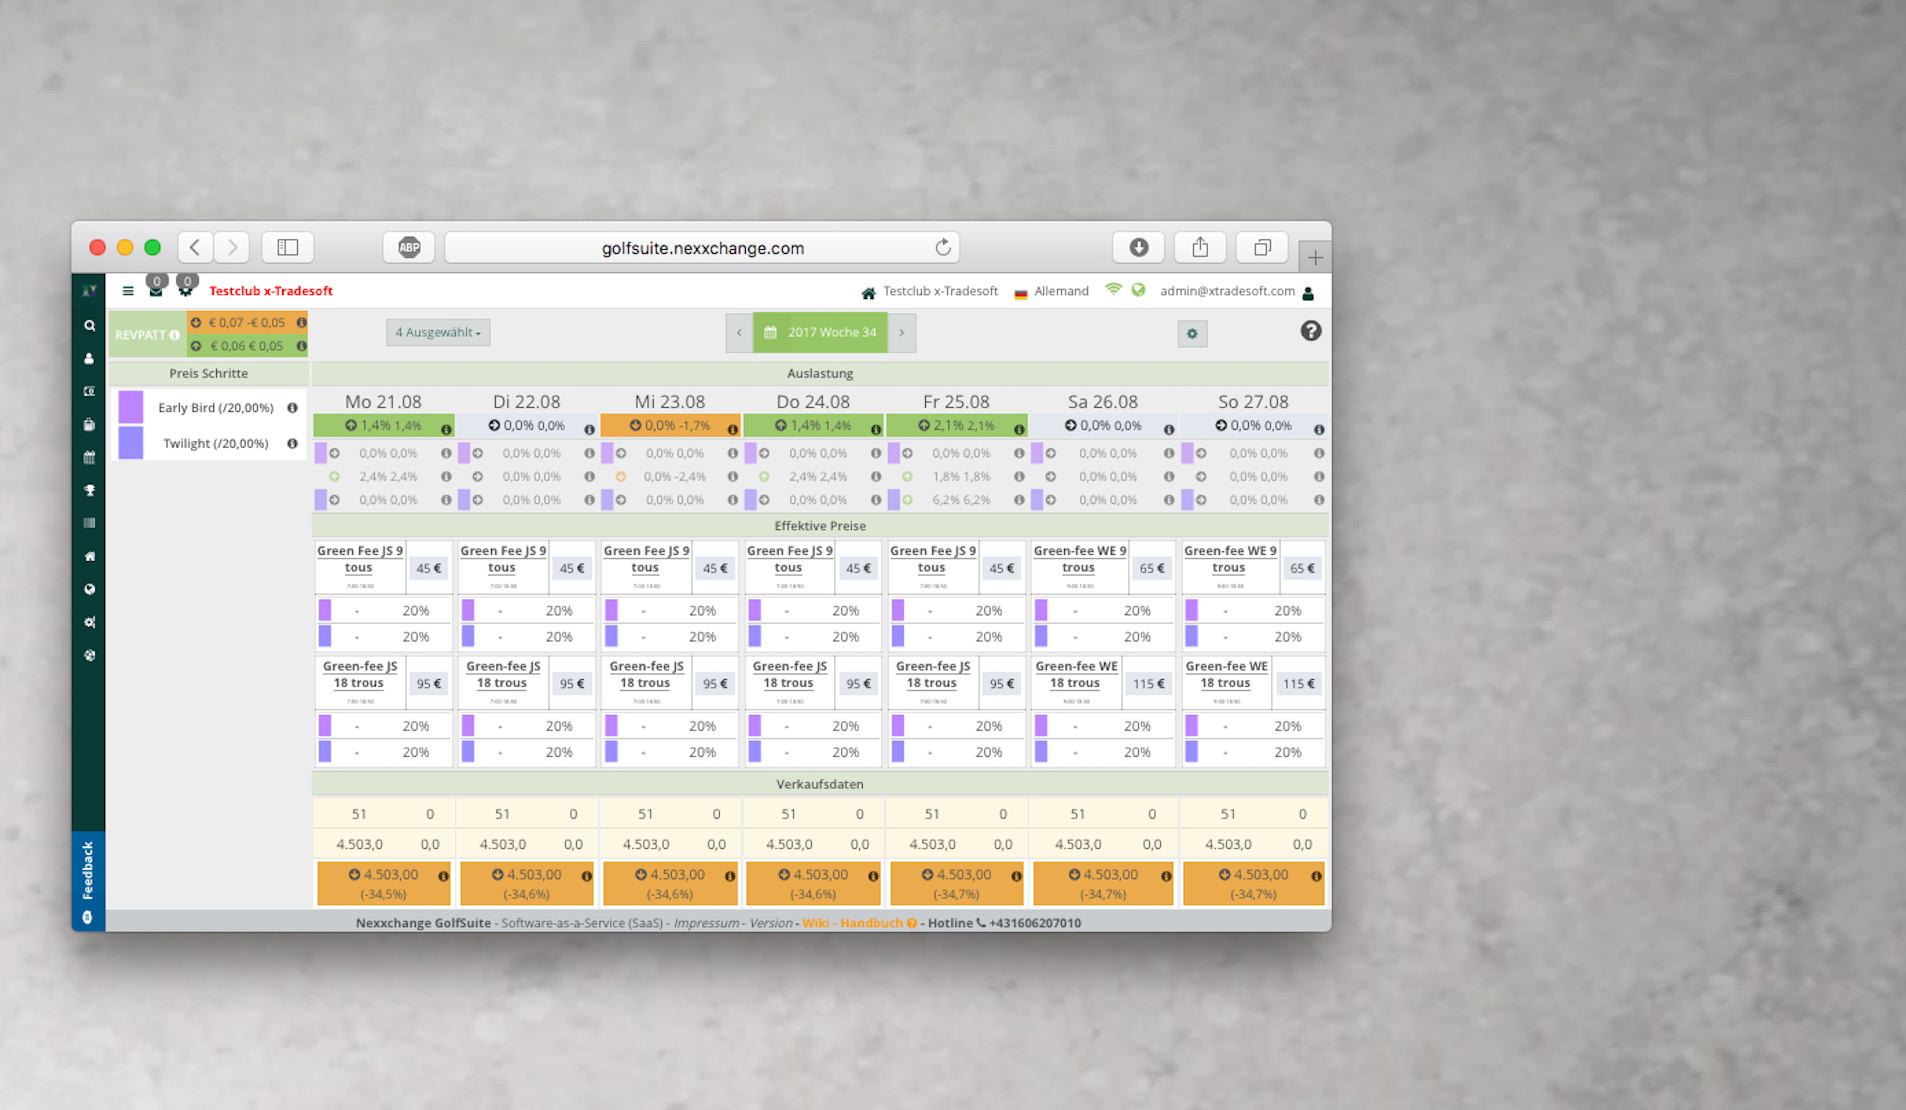 ABP
golfsuite.nexxchange.com
0 0 Testclub x-Tradesoft Testclub x-Tradesoft Allemand admin@xtradesoft.com
REVPATT € 0,07 -€ 0,05
€ 0,06 € 0,05
4 Ausgewählt
2017 Woche 34
Preis Schritte
Early Bird (/20,00%)
Twilight (/20,00%)
Auslastung
Mo 21.08 Di 22.08 Mi 23.08 Do 24.08 Fr 25.08 Sa 26.08 So 27.08
1,4% 1,4% 0,0% 0,0% 0,0% -1,7% 1,4% 1,4% 2,1% 2,1% 0,0% 0,0% 0,0% 0,0%
0,0% 0,0% 0,0% 0,0% 0,0% 0,0% 0,0% 0,0% 0,0% 0,0% 0,0% 0,0% 0,0% 0,0%
2,4% 2,4% 0,0% 0,0% 0,0% -2,4% 2,4% 2,4% 1,8% 1,8% 0,0% 0,0% 0,0% 0,0%
0,0% 0,0% 0,0% 0,0% 0,0% 0,0% 0,0% 0,0% 6,2% 6,2% 0,0% 0,0% 0,0% 0,0%
Effektive Preise
Green Fee JS 9 Green Fee JS 9 Green Fee JS 9 Green Fee JS 9 Green Fee JS 9 Green-fee WE 9 Green-fee WE 9
tous 45 € tous 45 € tous 45 € tous 45 € tous 45 € trous 65 € trous 65 €
- 20% - 20% - 20% - 20% - 20% - 20% - 20%
- 20% - 20% - 20% - 20% - 20% - 20% - 20%
Green-fee JS Green-fee JS Green-fee JS Green-fee JS Green-fee JS Green-fee WE Green-fee WE
18 trous 95 € 18 trous 95 € 18 trous 95 € 18 trous 95 € 18 trous 95 € 18 trous 115 € 18 trous 115 €
- 20% - 20% - 20% - 20% - 20% - 20% - 20%
- 20% - 20% - 20% - 20% - 20% - 20% - 20%
Verkaufsdaten
51 0 51 0 51 0 51 0 51 0 51 0 51 0
4.503,0 0,0 4.503,0 0,0 4.503,0 0,0 4.503,0 0,0 4.503,0 0,0 4.503,0 0,0 4.503,0 0,0
4.503,00 4.503,00 4.503,00 4.503,00 4.503,00 4.503,00 4.503,00
(-34,5%) (-34,6%) (-34,6%) (-34,6%) (-34,7%) (-34,7%) (-34,7%)
Feedback
Nexxchange GolfSuite - Software-as-a-Service (SaaS) - Impressum - Version - Wiki - Handbuch - Hotline +431606207010